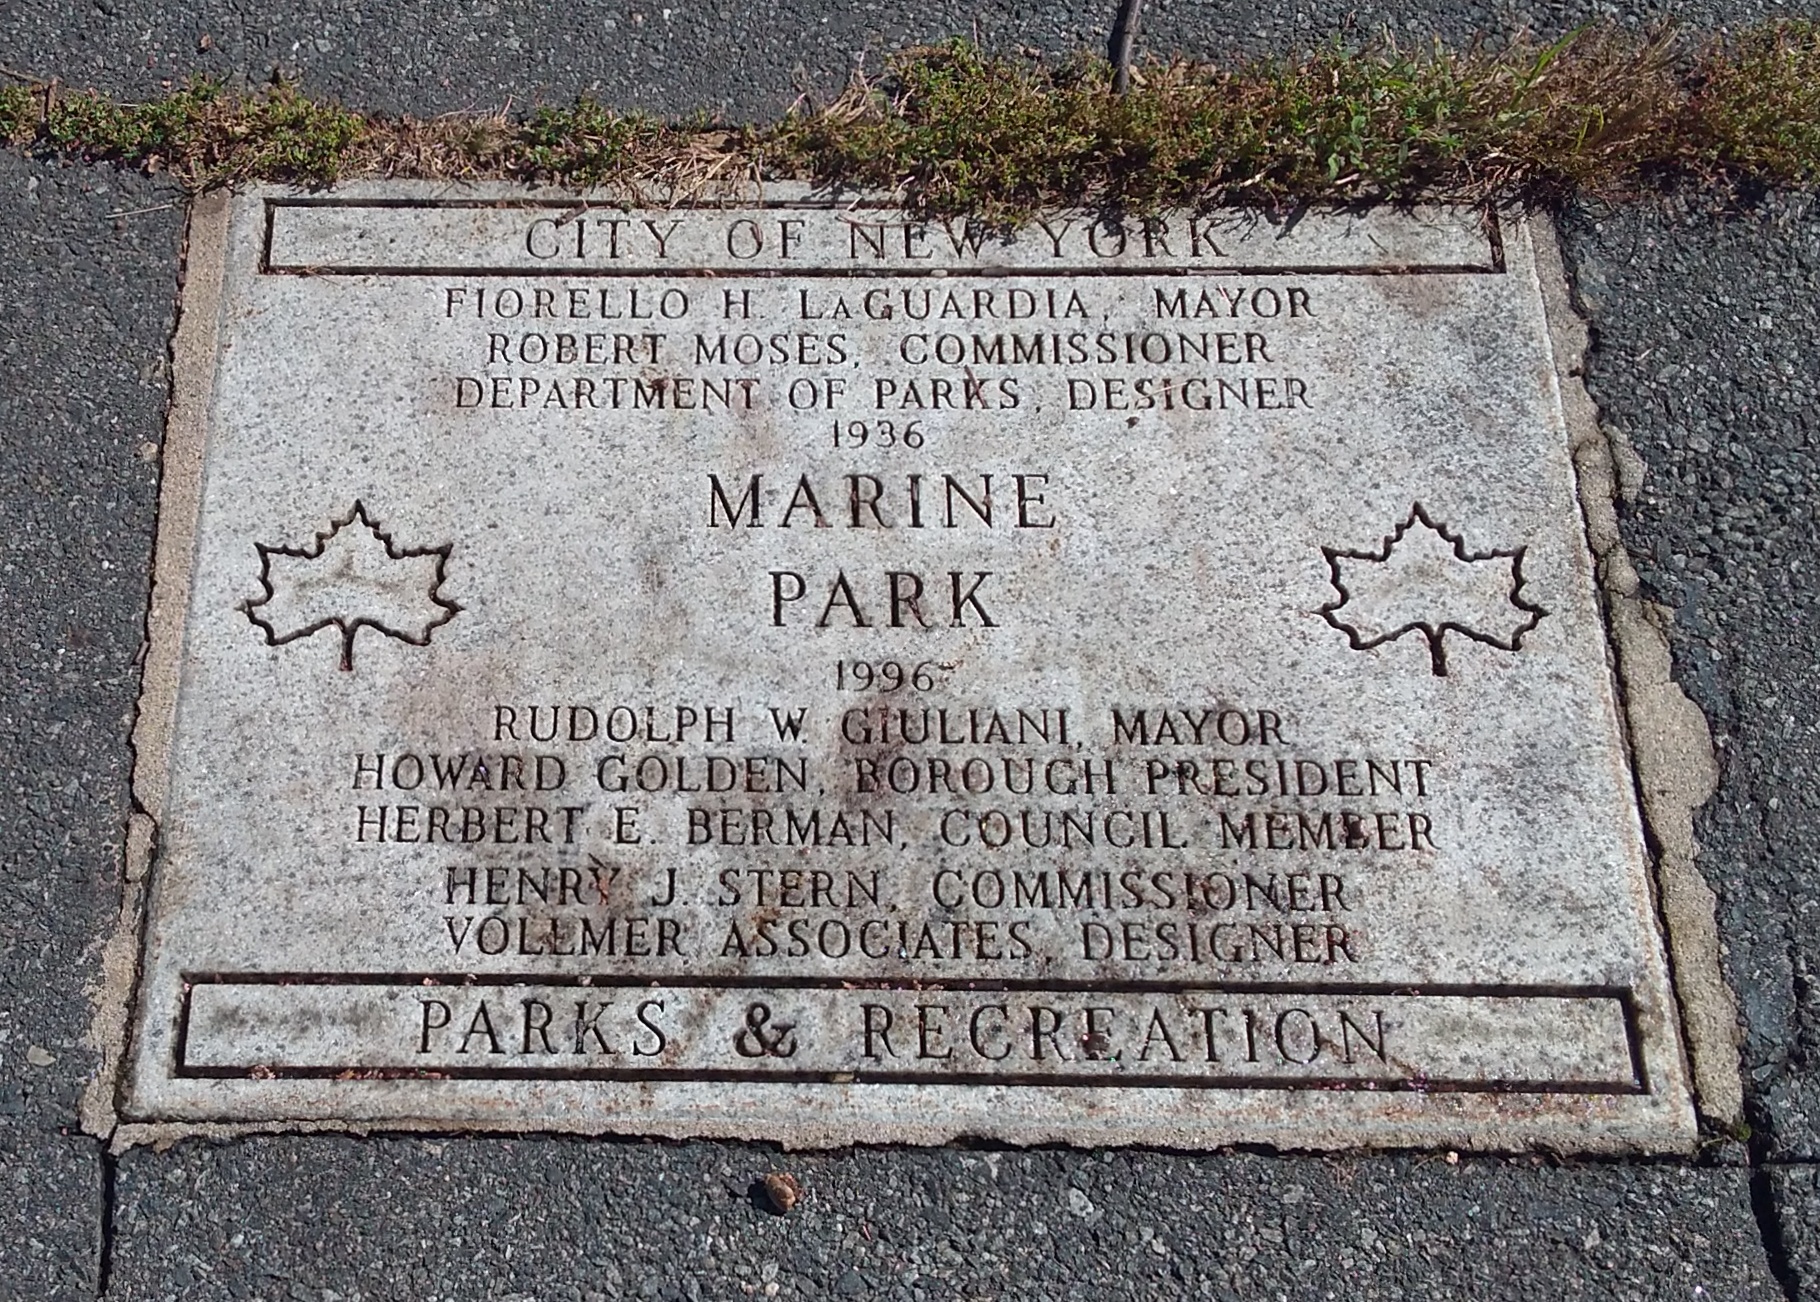 CITY OF NEW YORK
FIORELLO H. LaGUARDIA, MAYOR
ROBERT MOSES, COMMISSIONER
DEPARTMENT OF PARKS, DESIGNER
1936
MARINE
PARK
1996
RUDOLPH W. GIULIANI, MAYOR
HOWARD GOLDEN, BOROUGH PRESIDENT
HERBERT E. BERMAN, COUNCIL MEMBER
HENRY J. STERN, COMMISSIONER
VOLLMER ASSOCIATES, DESIGNER
PARKS & RECREATION